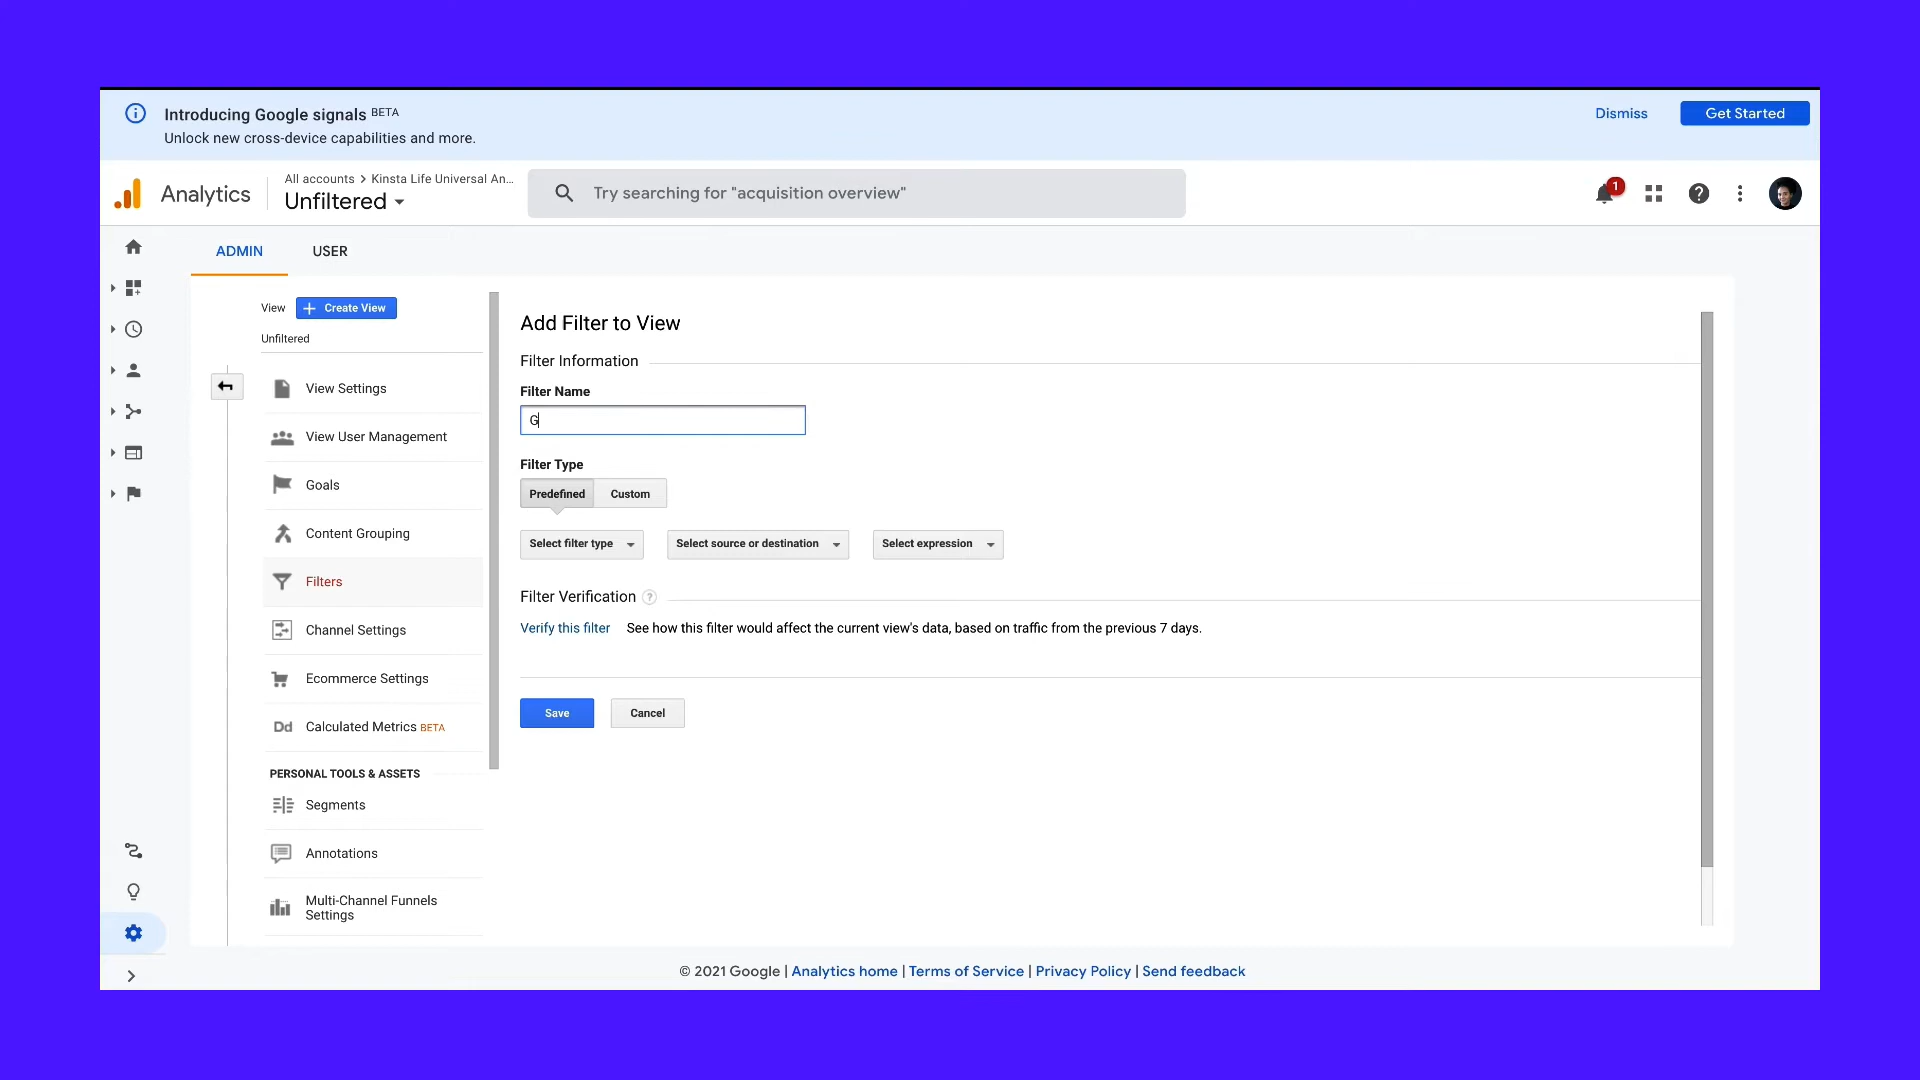 Introducing Google signals BETA
Unlock new cross-device capabilities and more.
Dismiss
Get Started
Analytics
All accounts > Kinsta Life Universal An...
Unfiltered
Try searching for "acquisition overview"
1
ADMIN
USER
View
Create View
Unfiltered
View Settings
View User Management
Goals
Content Grouping
Filters
Channel Settings
Ecommerce Settings
Dd Calculated Metrics BETA
PERSONAL TOOLS & ASSETS
Segments
Annotations
Multi-Channel Funnels
Settings
Add Filter to View
Filter Information
Filter Name
G
Filter Type
Predefined
Custom
Select filter type
Select source or destination
Select expression
Filter Verification ?
Verify this filter See how this filter would affect the current view's data, based on traffic from the previous 7 days.
Save
Cancel
© 2021 Google | Analytics home | Terms of Service | Privacy Policy | Send feedback